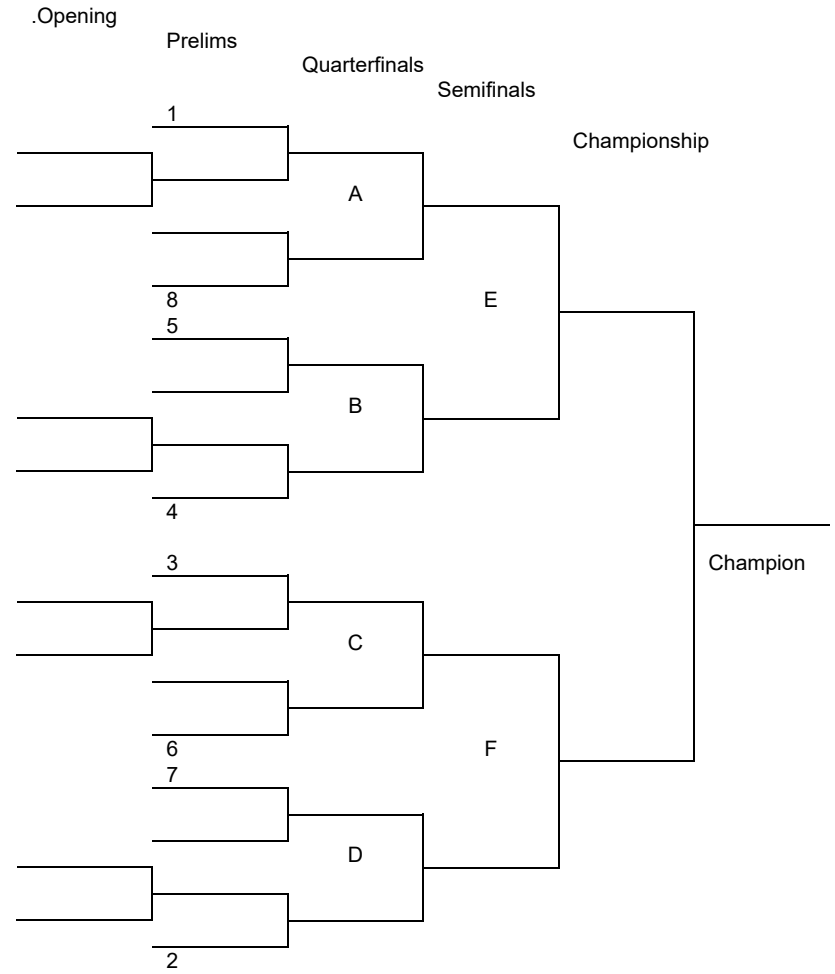 .Opening
Prelims
Quarterfinals
Semifinals
Championship
1
A
8
E
5
B
4
Champion
3
C
6
F
7
D
2